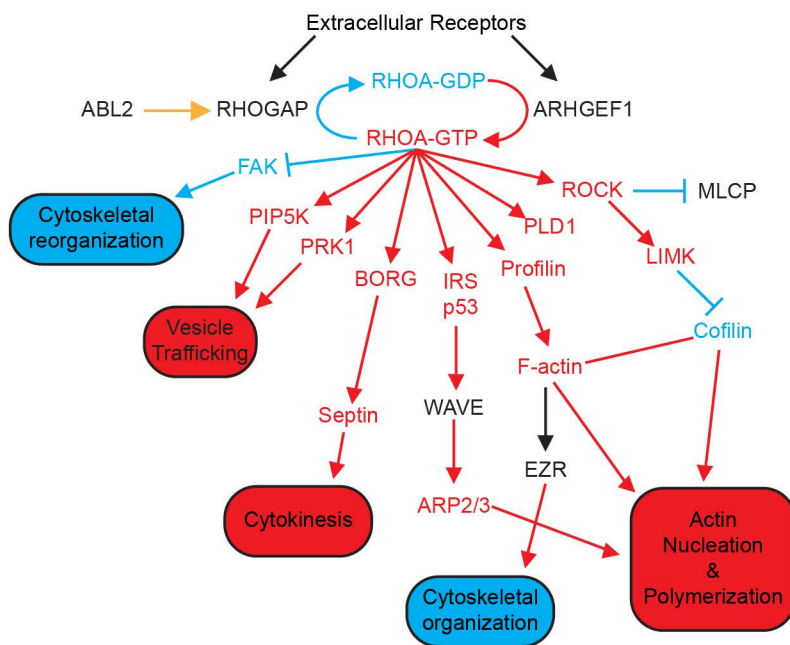 Extracellular Receptors
RHOA-GDP
ABL2
RHOGAP
ARHGEF1
RHOA-GTP
FAK
ROCK
MLCP
Cytoskeletal
reorganization
PIP5K
PLD1
PRK1
LIMK
BORG
IRS
p53
Profilin
Vesicle
Trafficking
Cofilin
F-actin
Septin
WAVE
EZR
Cytokinesis
ARP2/3
Actin
Nucleation
&
Polymerization
Cytoskeletal
organization